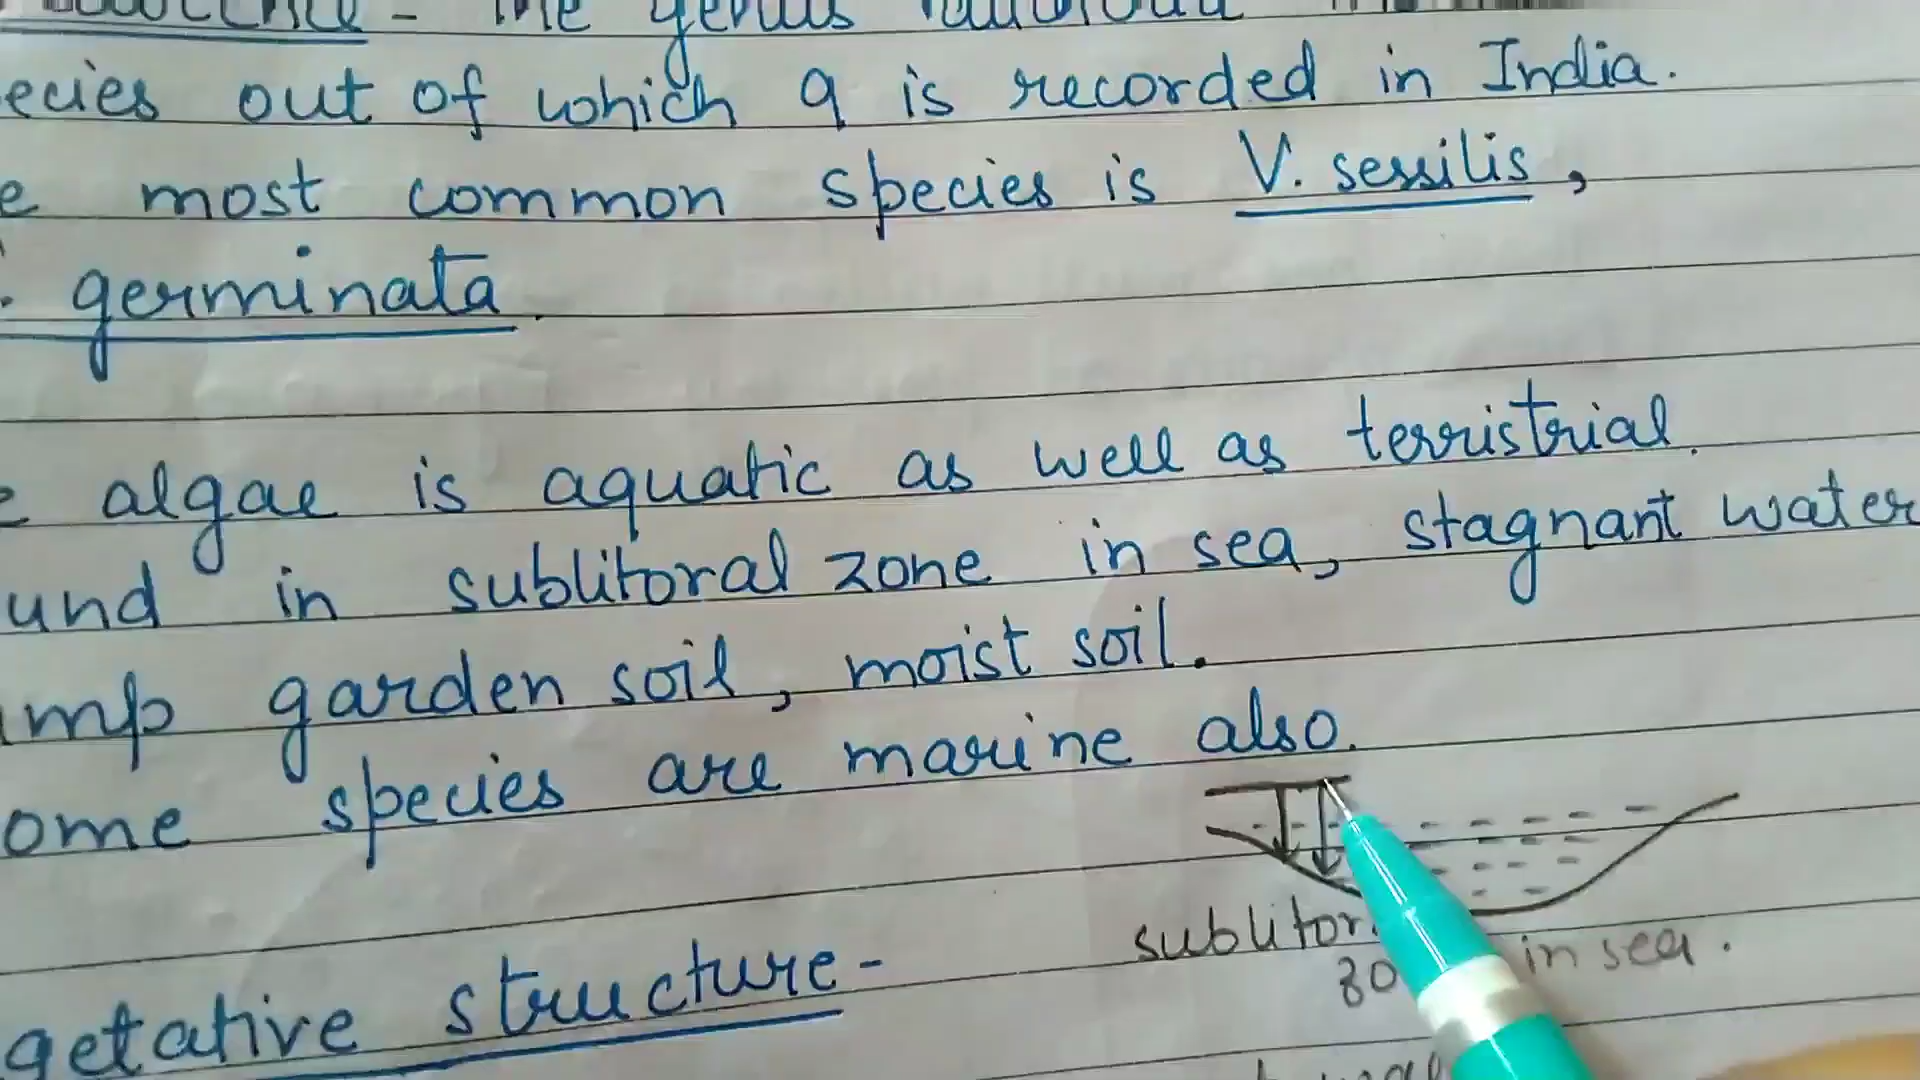 - The genus
ecies out of which 9 is recorded in India.
e most common species is V. sessilis,
. germinata.
algae is aquatic as well as terristrial.
und in sublitoral zone in sea, stagnant water
mp garden soil, moist soil.
ome species are marine also.
sublitor
in sea.
getative structure -